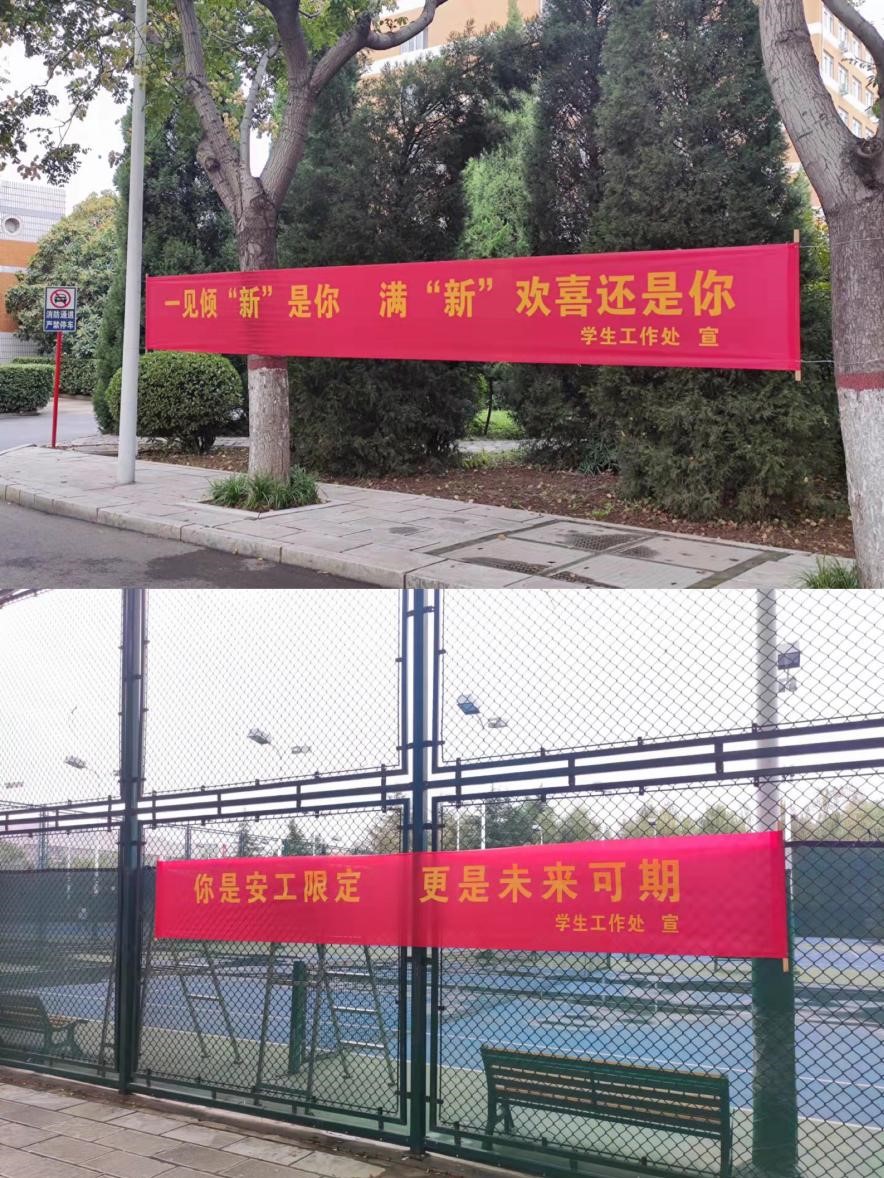 一见倾“新”是你 满“新”欢喜还是你
学生工作处 宣
消防通道
严禁停车
你是安工限定 更是未来可期
学生工作处 宣